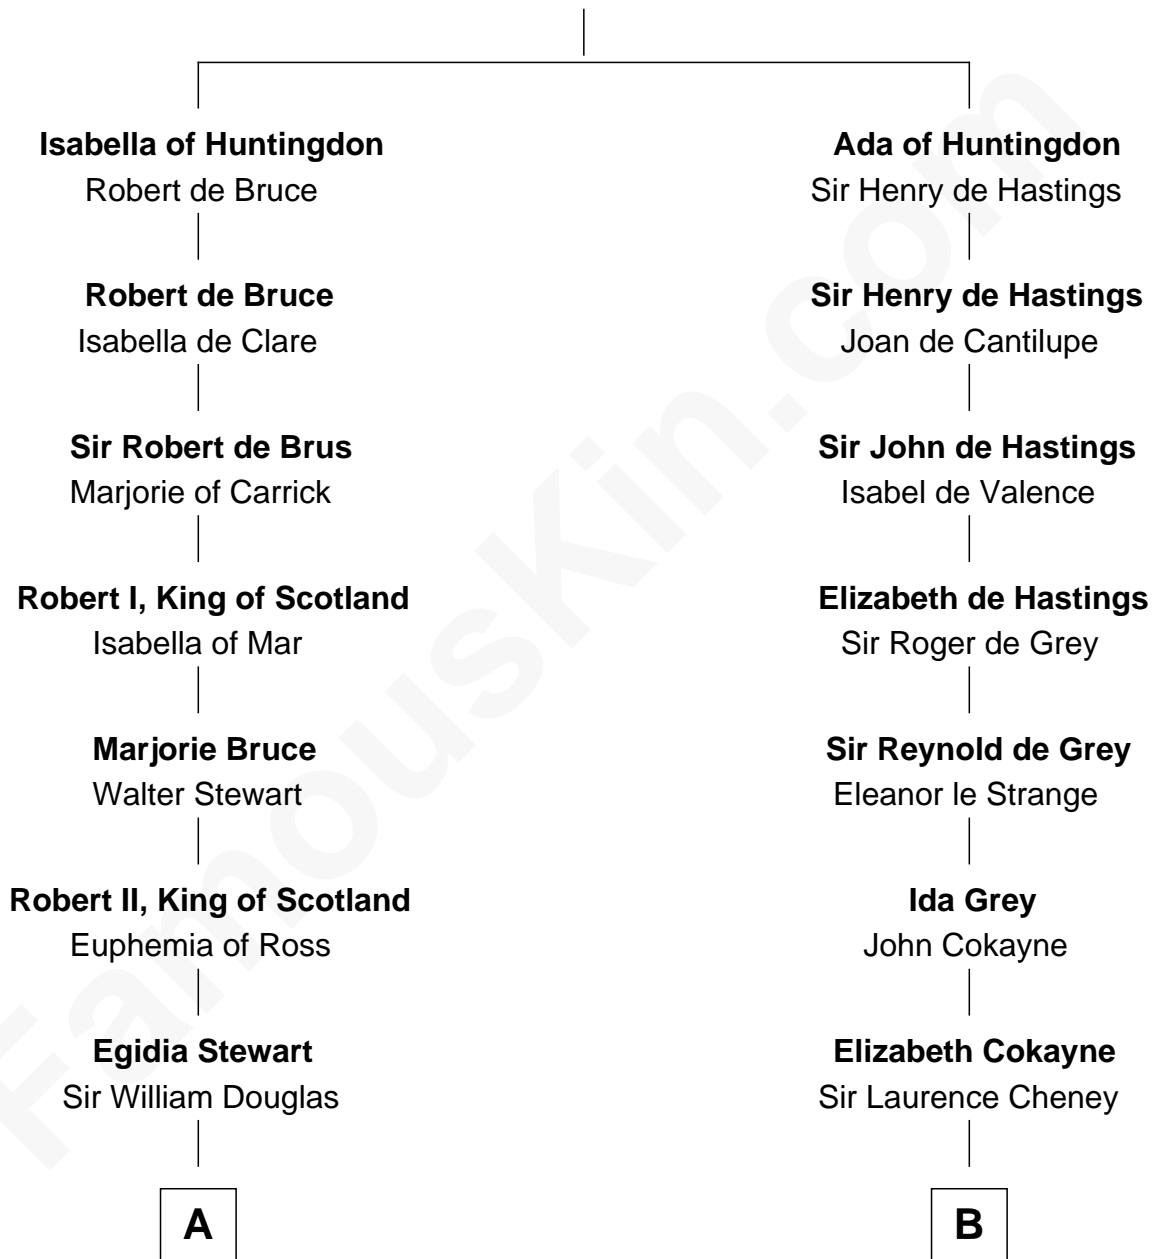 Isabella of Huntingdon
Robert de Bruce
Robert de Bruce
Isabella de Clare
Sir Robert de Brus
Marjorie of Carrick
Robert I, King of Scotland
Isabella of Mar
Marjorie Bruce
Walter Stewart
Robert II, King of Scotland
Euphemia of Ross
Egidia Stewart
Sir William Douglas
A
Ada of Huntingdon
Sir Henry de Hastings
Sir Henry de Hastings
Joan de Cantilupe
Sir John de Hastings
Isabel de Valence
Elizabeth de Hastings
Sir Roger de Grey
Sir Reynold de Grey
Eleanor le Strange
Ida Grey
John Cokayne
Elizabeth Cokayne
Sir Laurence Cheney
B
FamousKin.com